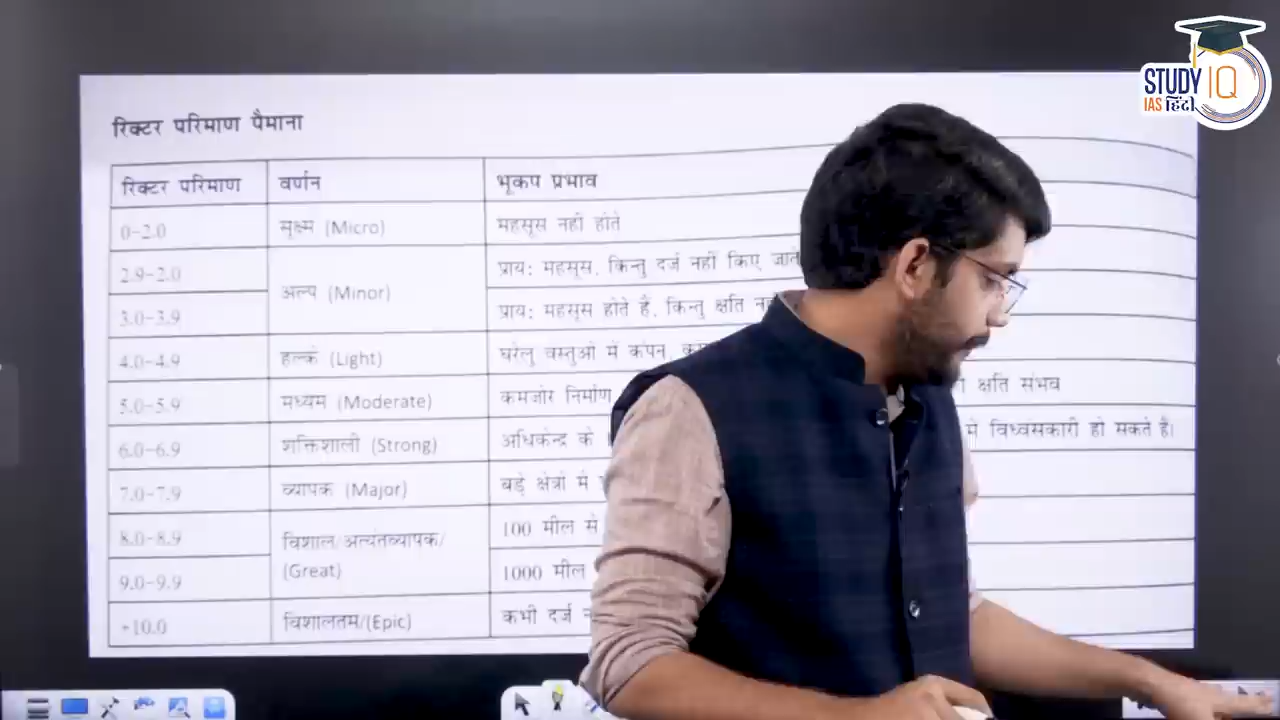 STUDY IQ
IAS हिंदी
रिक्टर परिमाण पैमाना
रिक्टर परिमाण वर्णन भूकंप प्रभाव
0-2.0 सूक्ष्म (Micro) महसूस नहीं होते
2.9-2.0 अल्प (Minor) प्राय: महसूस, किन्तु दर्ज नहीं किए जाते
3.0-3.9 प्राय: महसूस होते हैं, किन्तु क्षति
4.0-4.9 हल्के (Light) घरेलु वस्तुओं में कंपन,
5.0-5.9 मध्यम (Moderate) कमजोर निर्माण क्षति संभव
6.0-6.9 शक्तिशाली (Strong) अधिकेन्द्र के में विध्वंसकारी हो सकते है।
7.0-7.9 व्यापक (Major) बड़े क्षेत्रों में
8.0-8.9 विशाल/अत्यंतव्यापक/ 100 मील से
9.0-9.9 (Great) 1000 मील
+10.0 विशालतम/(Epic) कभी दर्ज